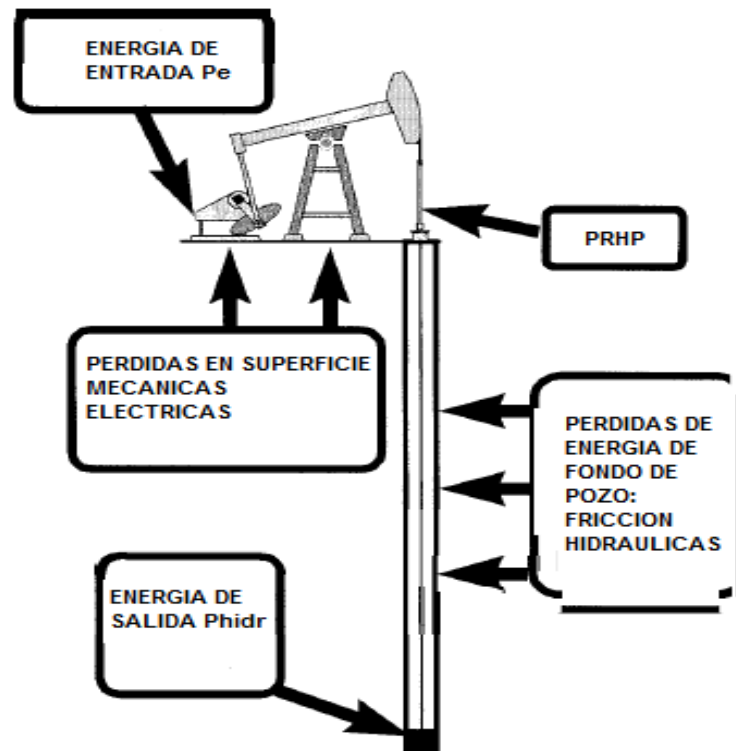 ENERGIA DE
ENTRADA Pe
PRHP
PERDIDAS EN SUPERFICIE
MECANICAS
ELECTRICAS
PERDIDAS DE
ENERGIA DE
FONDO DE
POZO:
FRICCION
HIDRAULICAS
ENERGIA DE
SALIDA Phidr